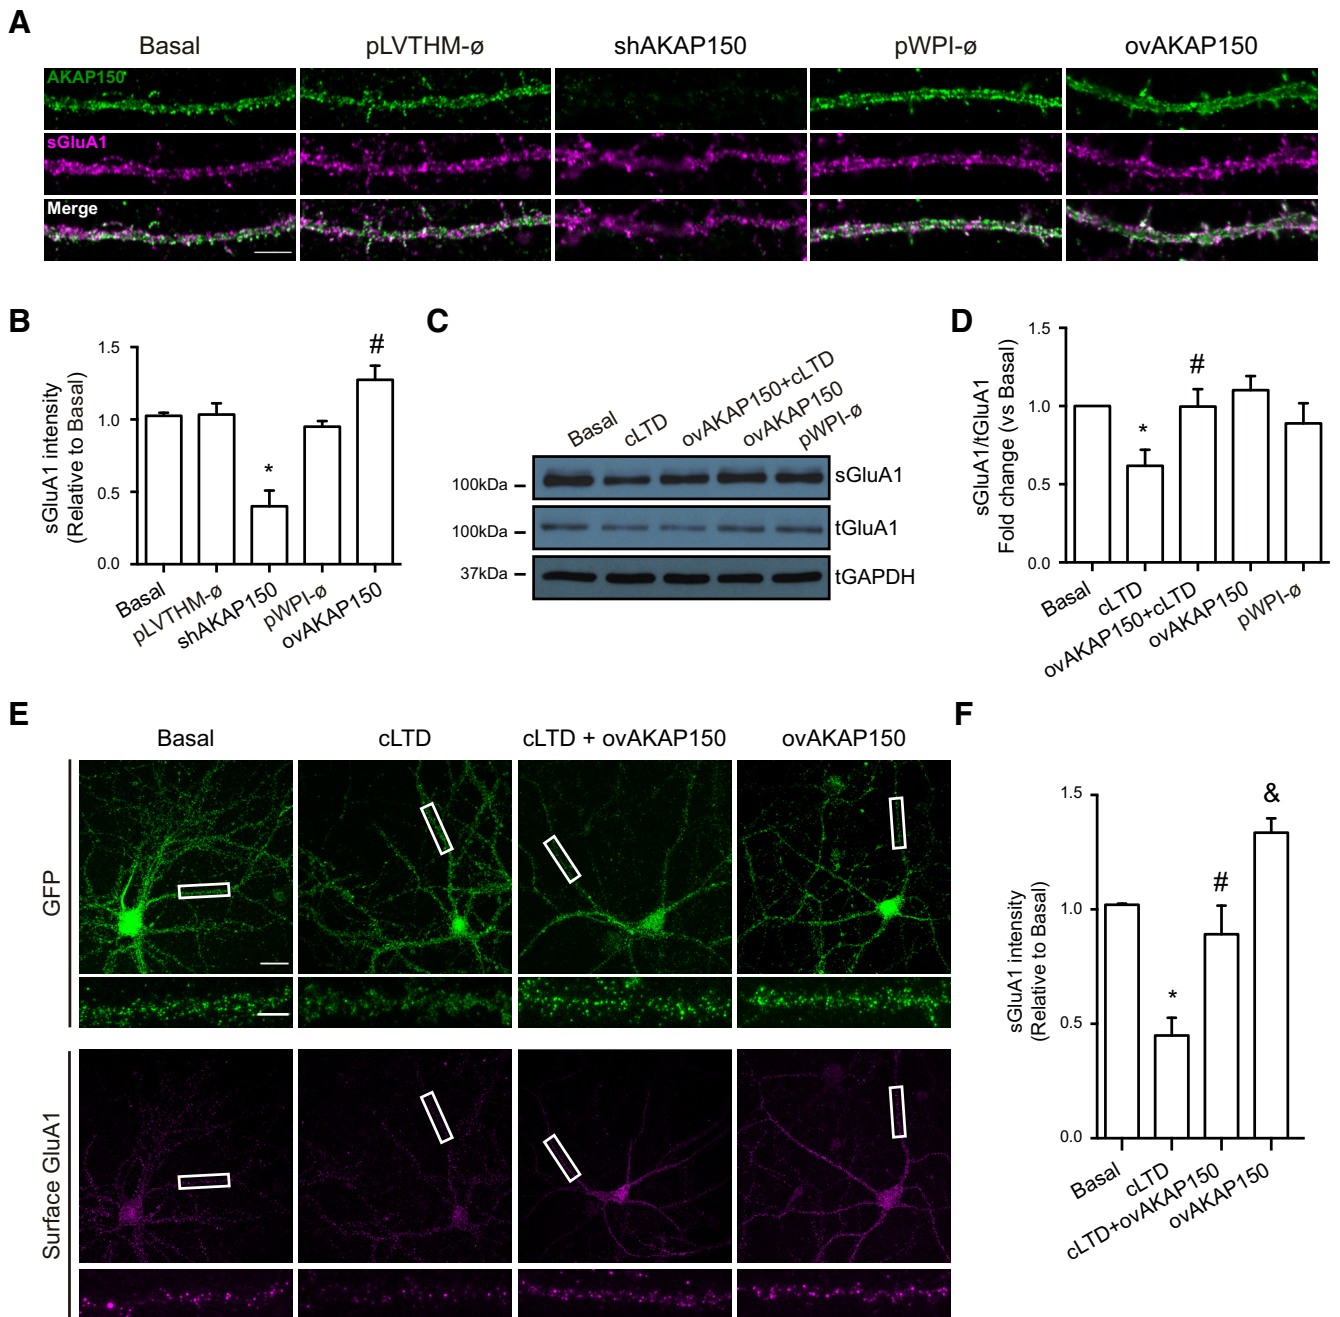 A
Basal pLVTHM-ø shAKAP150 pWPI-ø ovAKAP150
AKAP150
sGluA1
Merge
B
sGluA1 intensity
(Relative to Basal)
1.5
1.0
0.5
0.0
*
#
Basal
pLVTHM-ø
shAKAP150
pWPI-ø
ovAKAP150
C
Basal
cLTD
ovAKAP150+cLTD
ovAKAP150
pWPI-ø
100kDa
sGluA1
100kDa
tGluA1
37kDa
tGAPDH
D
sGluA1/tGluA1
Fold change (vs Basal)
1.5
1.0
0.5
0.0
*
#
Basal
cLTD
ovAKAP150+cLTD
ovAKAP150
pWPI-ø
E
Basal cLTD cLTD + ovAKAP150 ovAKAP150
GFP
Surface GluA1
F
sGluA1 intensity
(Relative to Basal)
1.5
1.0
0.5
0.0
*
#
&
Basal
cLTD
cLTD+ovAKAP150
ovAKAP150